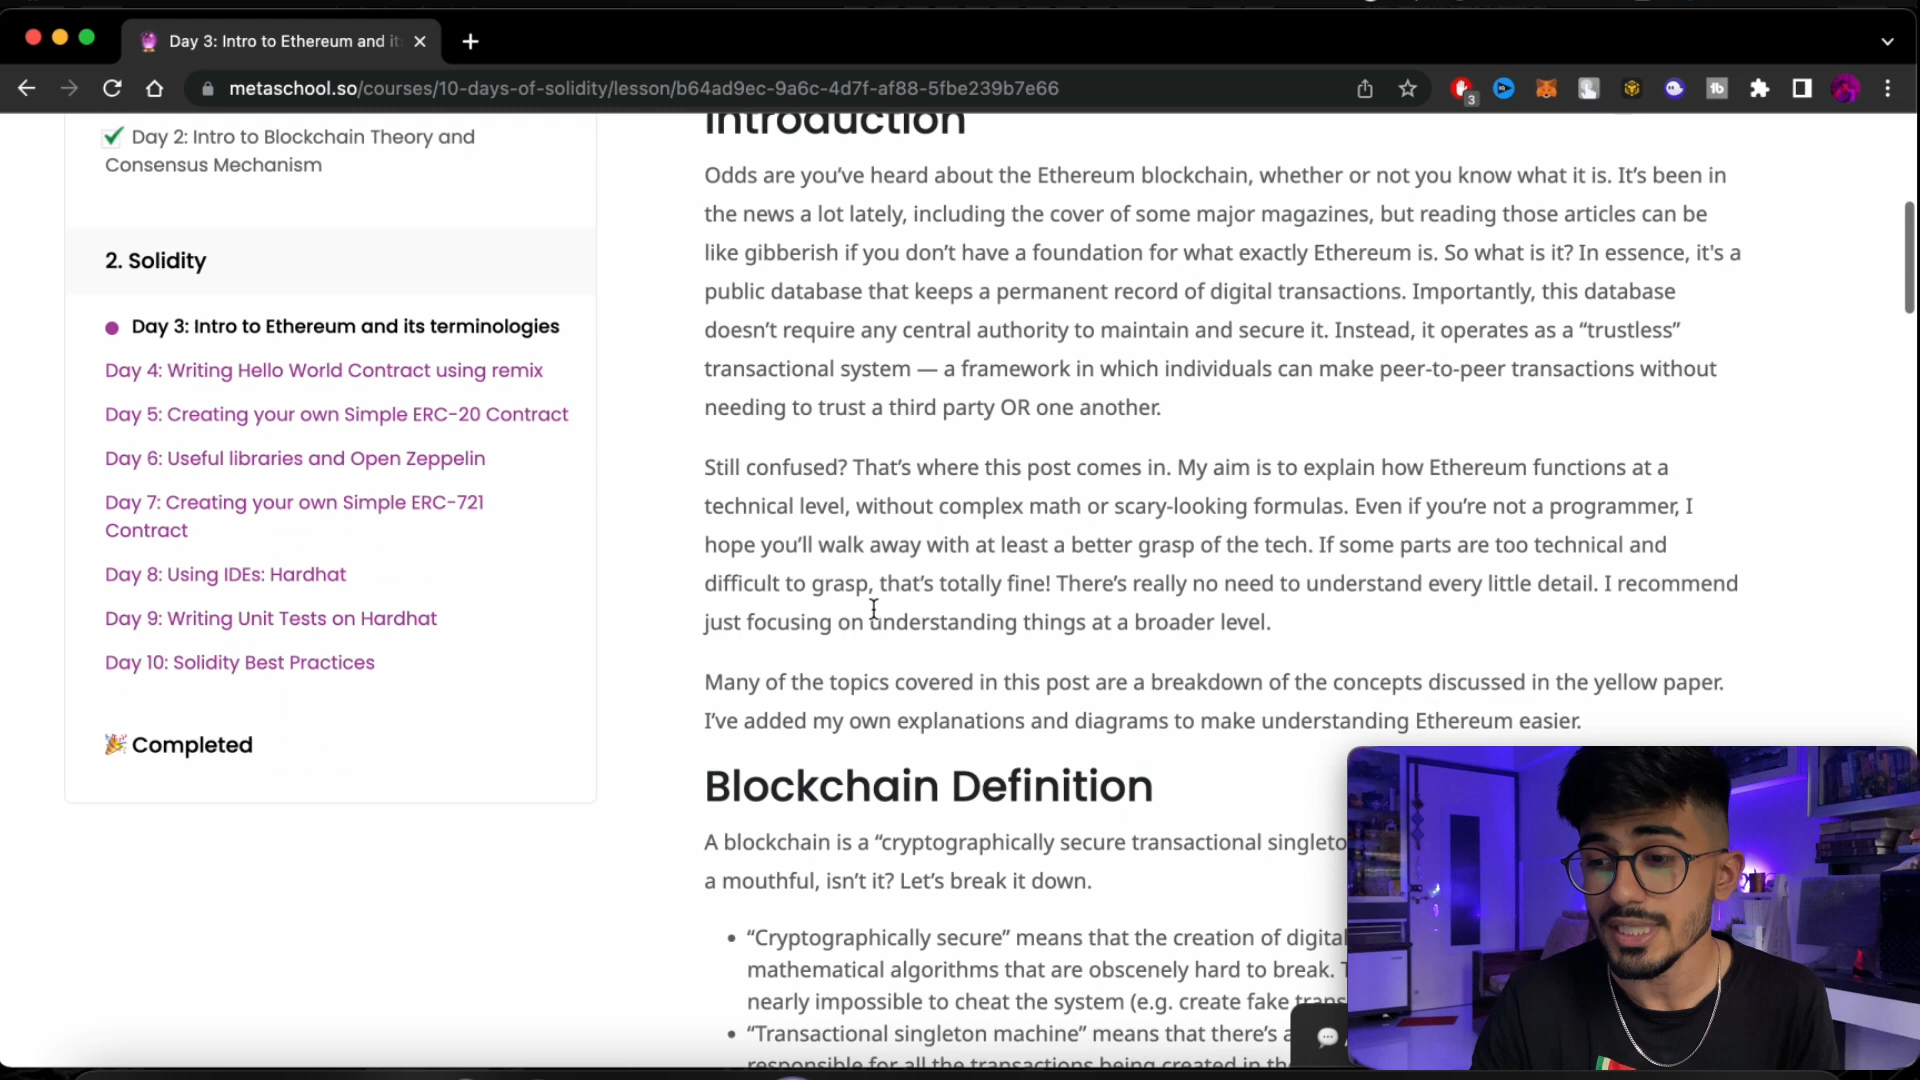 Day 3: Intro to Ethereum and it
metaschool.so/courses/10-days-of-solidity/lesson/b64ad9ec-9a6c-4d7f-af88-5fbe239b7e66
3
Day 2: Intro to Blockchain Theory and
Consensus Mechanism
2. Solidity
Day 3: Intro to Ethereum and its terminologies
Day 4: Writing Hello World Contract using remix
Day 5: Creating your own Simple ERC-20 Contract
Day 6: Useful libraries and Open Zeppelin
Day 7: Creating your own Simple ERC-721
Contract
Day 8: Using IDEs: Hardhat
Day 9: Writing Unit Tests on Hardhat
Day 10: Solidity Best Practices
🎉 Completed
Introduction
Odds are you’ve heard about the Ethereum blockchain, whether or not you know what it is. It’s been in
the news a lot lately, including the cover of some major magazines, but reading those articles can be
like gibberish if you don’t have a foundation for what exactly Ethereum is. So what is it? In essence, it's a
public database that keeps a permanent record of digital transactions. Importantly, this database
doesn’t require any central authority to maintain and secure it. Instead, it operates as a “trustless”
transactional system — a framework in which individuals can make peer-to-peer transactions without
needing to trust a third party OR one another.
Still confused? That’s where this post comes in. My aim is to explain how Ethereum functions at a
technical level, without complex math or scary-looking formulas. Even if you’re not a programmer, I
hope you’ll walk away with at least a better grasp of the tech. If some parts are too technical and
difficult to grasp, that’s totally fine! There’s really no need to understand every little detail. I recommend
just focusing on understanding things at a broader level.
Many of the topics covered in this post are a breakdown of the concepts discussed in the yellow paper.
I’ve added my own explanations and diagrams to make understanding Ethereum easier.
Blockchain Definition
A blockchain is a “cryptographically secure transactional singleto
a mouthful, isn’t it? Let’s break it down.
• “Cryptographically secure” means that the creation of digital
mathematical algorithms that are obscenely hard to break. T
nearly impossible to cheat the system (e.g. create fake trans
• “Transactional singleton machine” means that there’s a
responsible for all the transactions being created in th